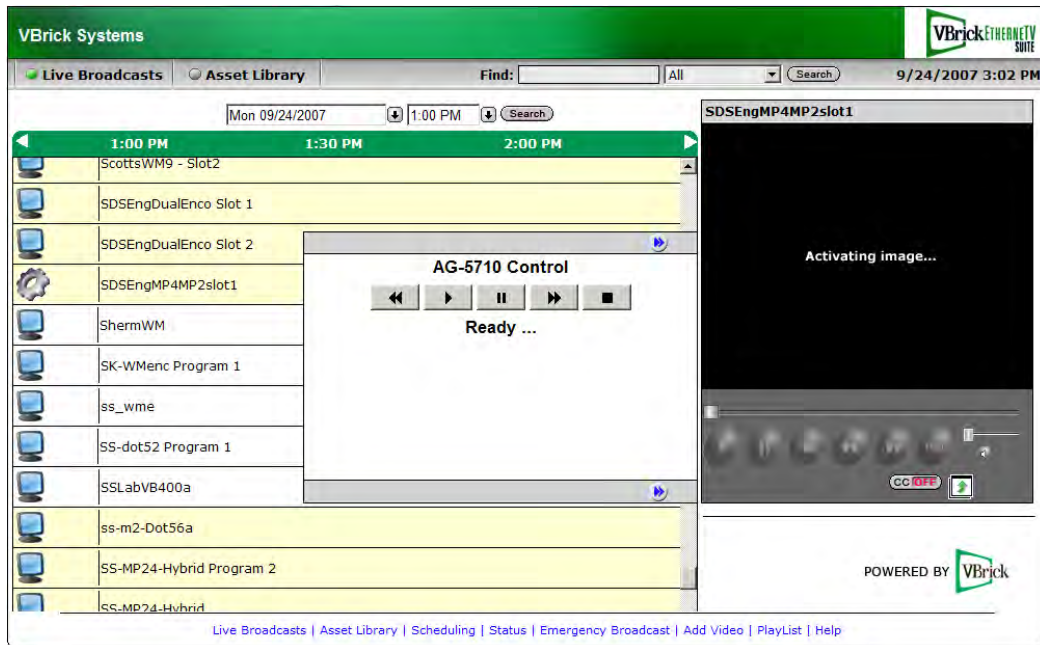 VBrick Systems
VBrick ETHERNETV SUITE
Live Broadcasts Asset Library Find: All Search 9/24/2007 3:02 PM
Mon 09/24/2007 1:00 PM Search
SDSEngMP4MP2slot1
1:00 PM 1:30 PM 2:00 PM
ScottsWM9 - Slot2
SDSEngDualEnco Slot 1
SDSEngDualEnco Slot 2
SDSEngMP4MP2slot1
ShermWM
SK-WMenc Program 1
ss_wme
SS-dot52 Program 1
SSLabVB400a
ss-m2-Dot56a
SS-MP24-Hybrid Program 2
SS-MP24-Hybrid
AG-5710 Control
Ready ...
Activating image...
CC OFF
POWERED BY VBrick
Live Broadcasts | Asset Library | Scheduling | Status | Emergency Broadcast | Add Video | PlayList | Help